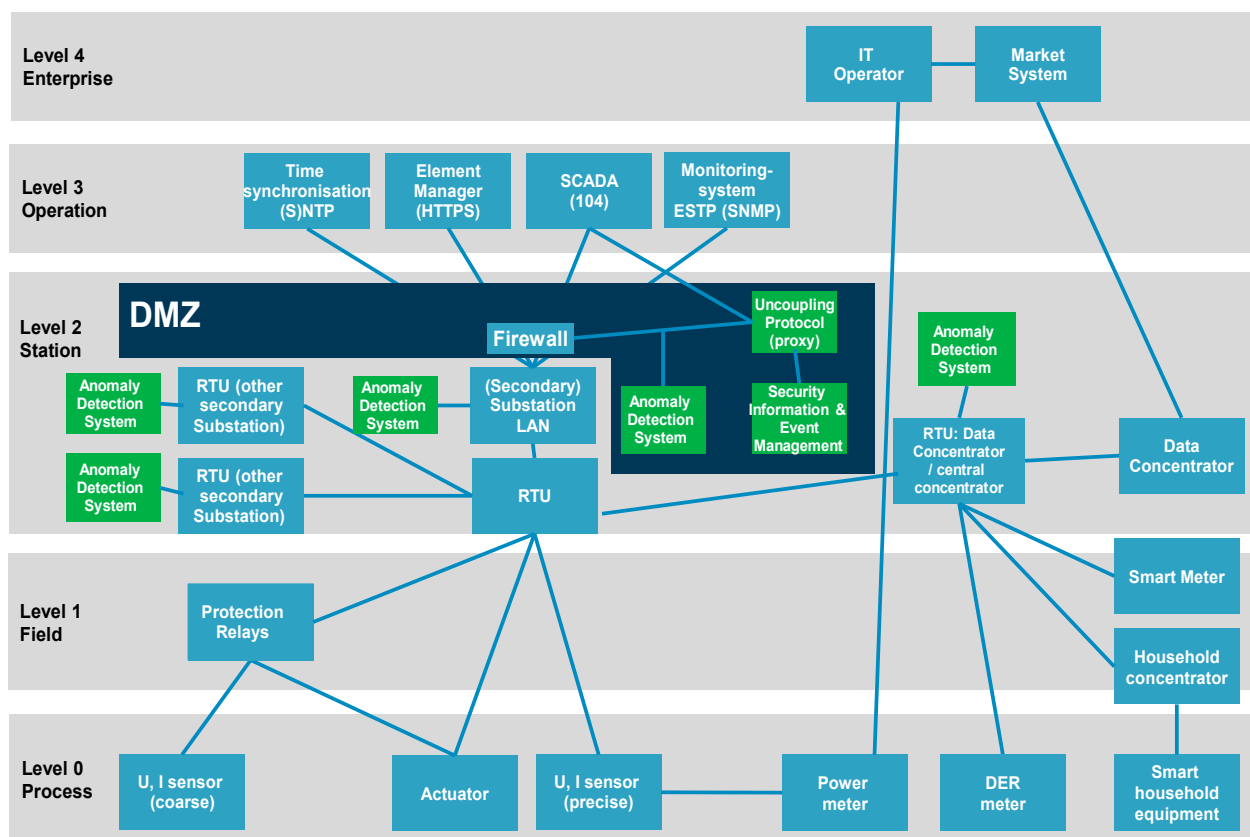 Level 4
Enterprise
IT
Operator
Market
System
Level 3
Operation
Time
synchronisation
(S)NTP
Element
Manager
(HTTPS)
SCADA
(104)
Monitoring-
system
ESTP (SNMP)
Level 2
Station
DMZ
Firewall
Uncoupling
Protocol
(proxy)
Anomaly
Detection
System
Anomaly
Detection
System
RTU (other
secondary
Substation)
Anomaly
Detection
System
(Secondary)
Substation
LAN
Anomaly
Detection
System
Security
Information &
Event
Management
RTU: Data
Concentrator
/ central
concentrator
Data
Concentrator
Anomaly
Detection
System
RTU (other
secondary
Substation)
RTU
Level 1
Field
Protection
Relays
Smart Meter
Household
concentrator
Level 0
Process
U, I sensor
(coarse)
Actuator
U, I sensor
(precise)
Power
meter
DER
meter
Smart
household
equipment